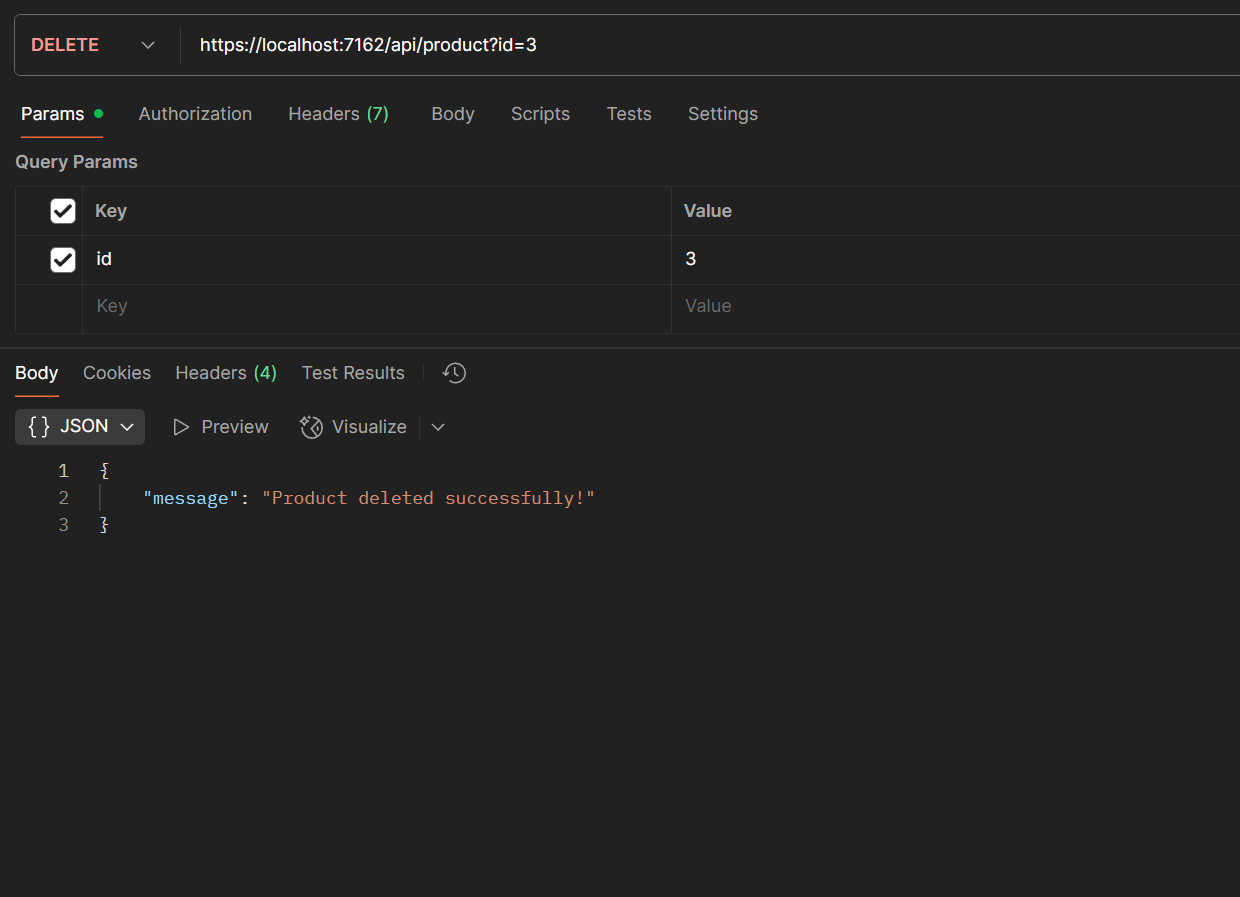 DELETE https://localhost:7162/api/product?id=3
Params Authorization Headers (7) Body Scripts Tests Settings
Query Params
Key Value
id 3
Key Value
Body Cookies Headers (4) Test Results
{} JSON Preview Visualize
1 {
2 "message": "Product deleted successfully!"
3 }